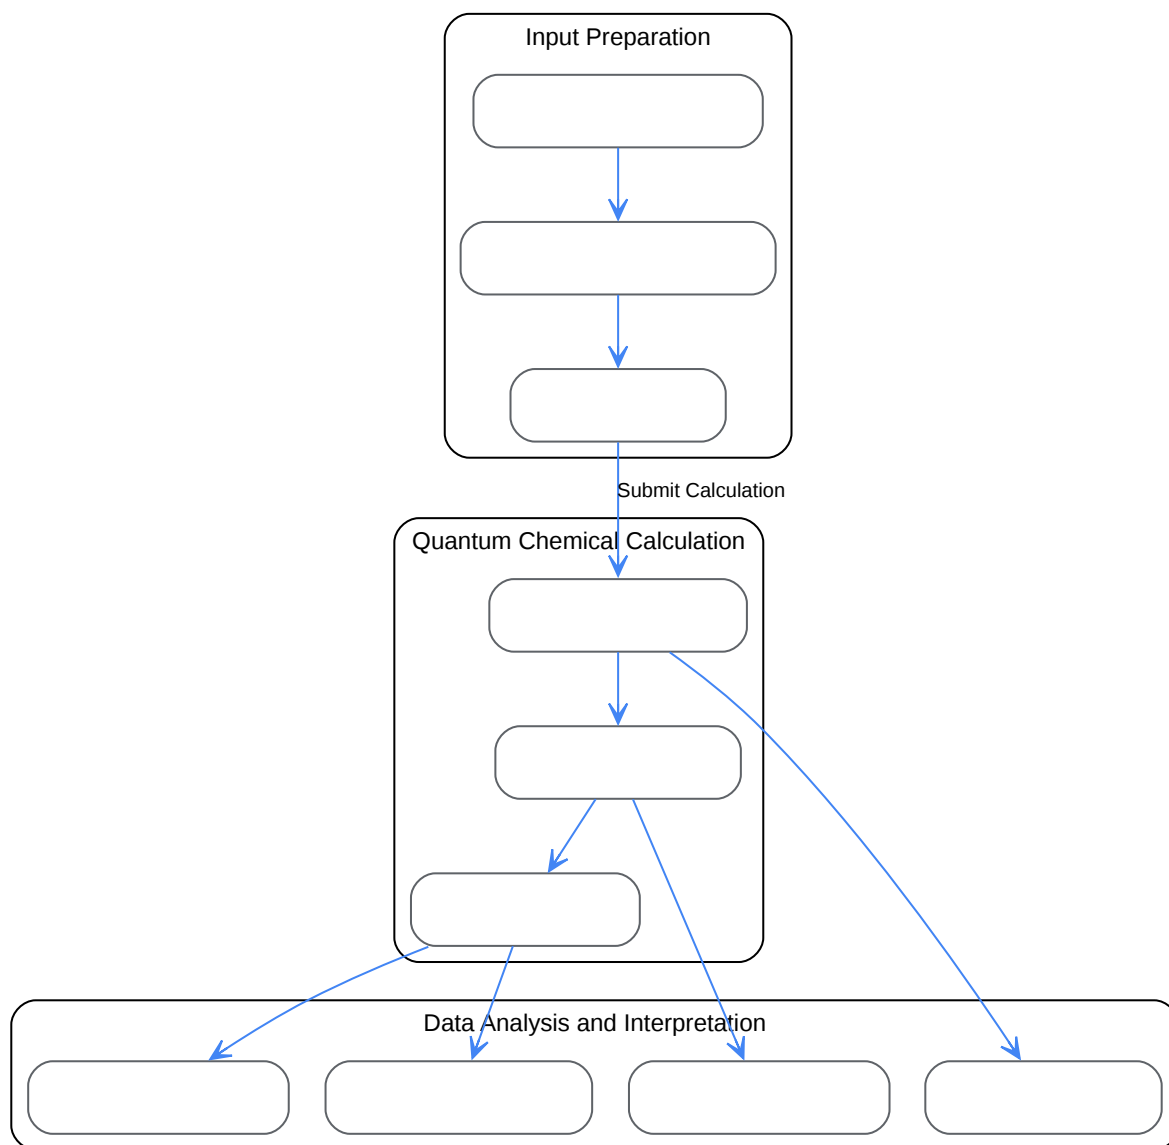 Input Preparation
Submit Calculation
Quantum Chemical Calculation
Data Analysis and Interpretation